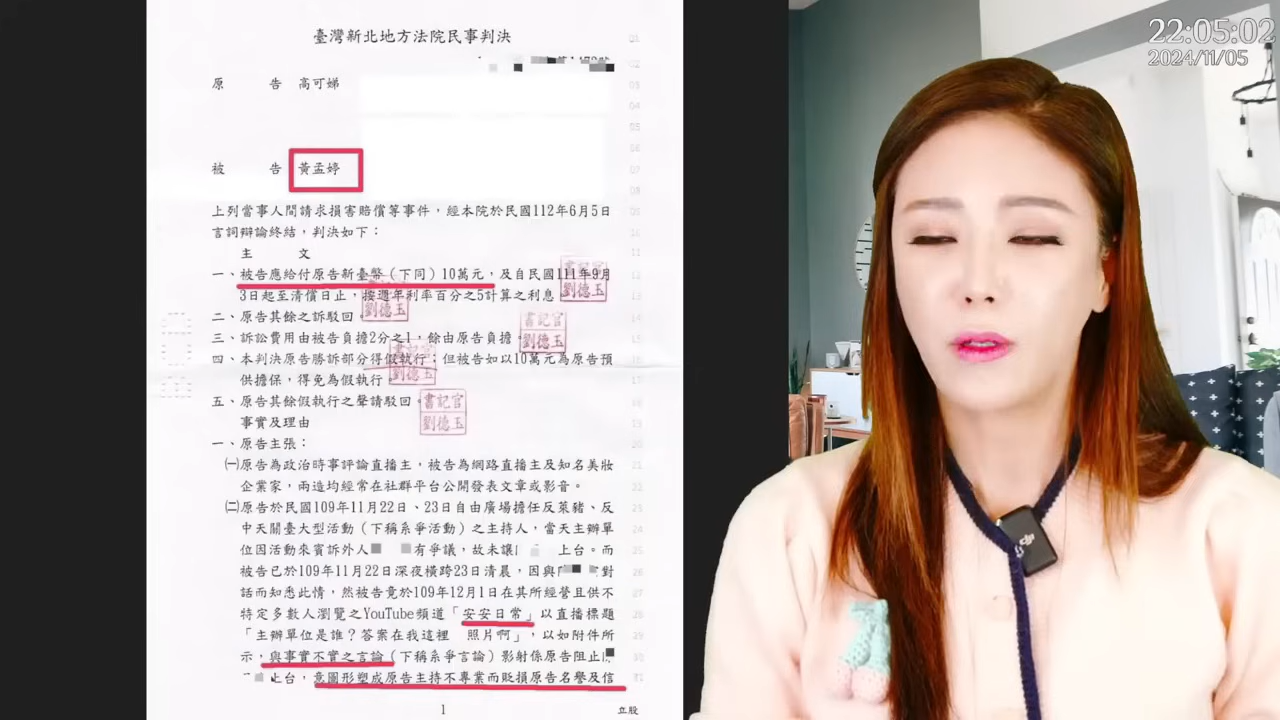 臺灣新北地方法院民事判決
原 告 高可娣
被 告 黃孟婷
上列當事人間請求損害賠償等事件，經本院於民國112年6月5日
言詞辯論終結，判決如下：
主 文
一、被告應給付原告新臺幣（下同）10萬元，及自民國111年9月
3日起至清償日止，按週年利率百分之5計算之利息
二、原告其餘之訴駁回
三、訴訟費用由被告負擔2分之1，餘由原告負擔。
四、本判決原告勝訴部分得假執行；但被告如以10萬元為原告預
供擔保，得免為假執行
五、原告其餘假執行之聲請駁回。
事實及理由
一、原告主張：
㈠原告為政治時事評論直播主，被告為網路直播主及知名美妝
企業家，兩造均經常在社群平台公開發表文章或影音。
㈡原告於民國109年11月22日、23日自由廣場擔任反萊豬、反
中天關臺大型活動（下稱系爭活動）之主持人，當天主辦單
位因活動來賓訴外人 有爭議，故未讓 上台。而
被告已於109年11月22日深夜橫跨23日清晨，因與 對
話而知悉此情，然被告竟於109年12月1日在其所經營且供不
特定多數人瀏覽之YouTube頻道「安安日常」以直播標題
「主辦單位是誰？答案在我這裡 照片啊」，以如附件所
示，與事實不實之言論（下稱系爭言論）影射係原告阻止
上台，意圖形塑成原告主持不專業而貶損原告名譽及信
1
立股
書記官
劉德玉
書記官
劉德玉
書記官
劉德玉
22:05:02
2024/11/05
dji